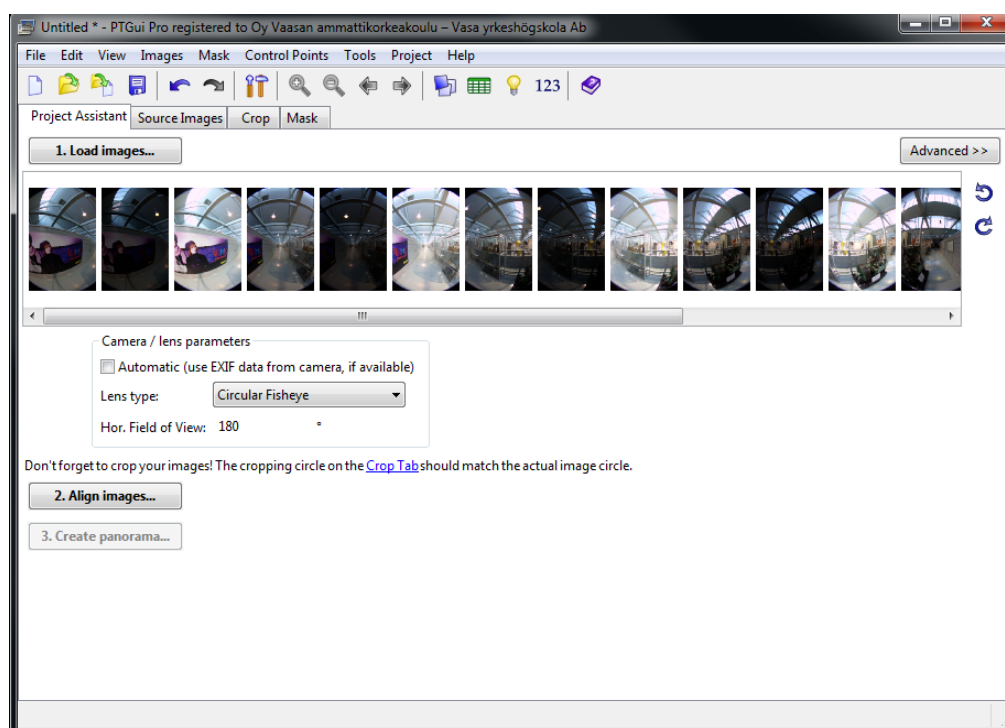 Untitled * - PTGui Pro registered to Oy Vaasan ammattikorkeakoulu – Vasa yrkeshögskola Ab
File Edit View Images Mask Control Points Tools Project Help
123
Project Assistant Source Images Crop Mask
1. Load images... Advanced >>
Camera / lens parameters
Automatic (use EXIF data from camera, if available)
Lens type: Circular Fisheye
Hor. Field of View: 180 °
Don't forget to crop your images! The cropping circle on the Crop Tab should match the actual image circle.
2. Align images...
3. Create panorama...